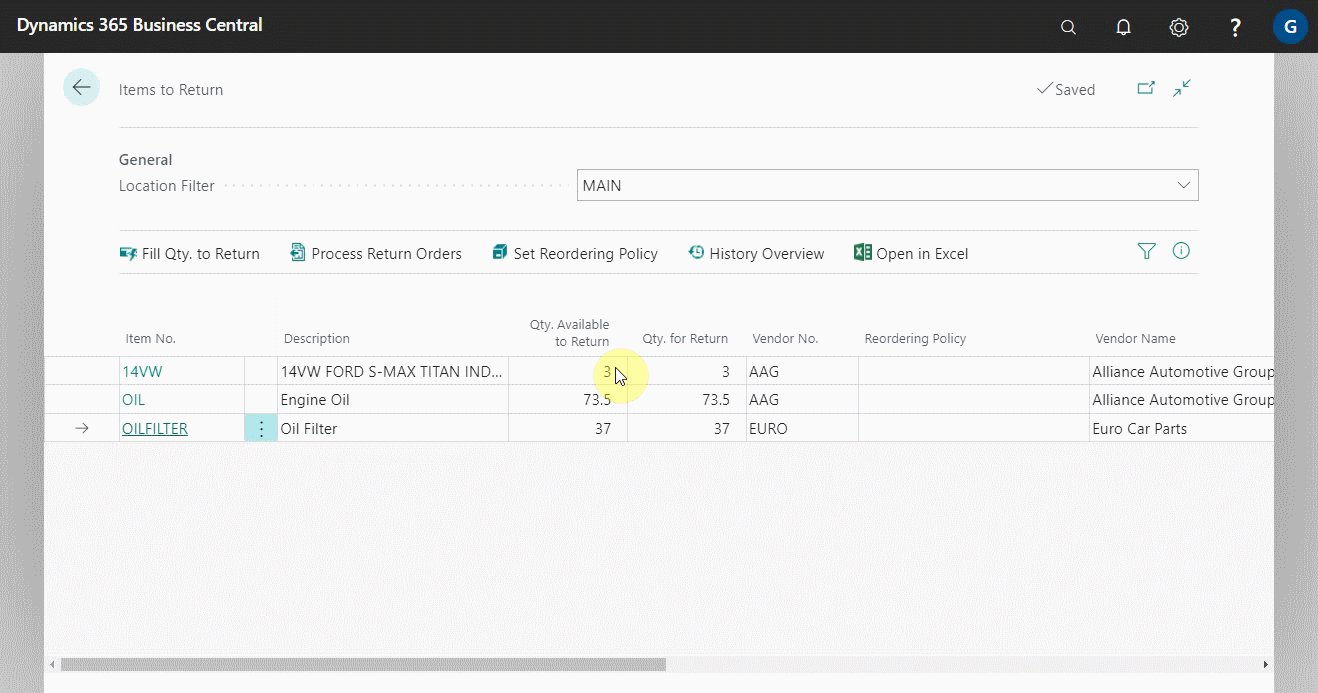 Dynamics 365 Business Central
?
G
Items to Return
Saved
General
Location Filter
MAIN
Fill Qty. to Return
Process Return Orders
Set Reordering Policy
History Overview
Open in Excel
Item No.
Description
Qty. Available
to Return
Qty. for Return
Vendor No.
Reordering Policy
Vendor Name
14VW 14VW FORD S-MAX TITAN IND... 3 3 AAG Alliance Automotive Group
OIL Engine Oil 73.5 73.5 AAG Alliance Automotive Group
OILFILTER Oil Filter 37 37 EURO Euro Car Parts